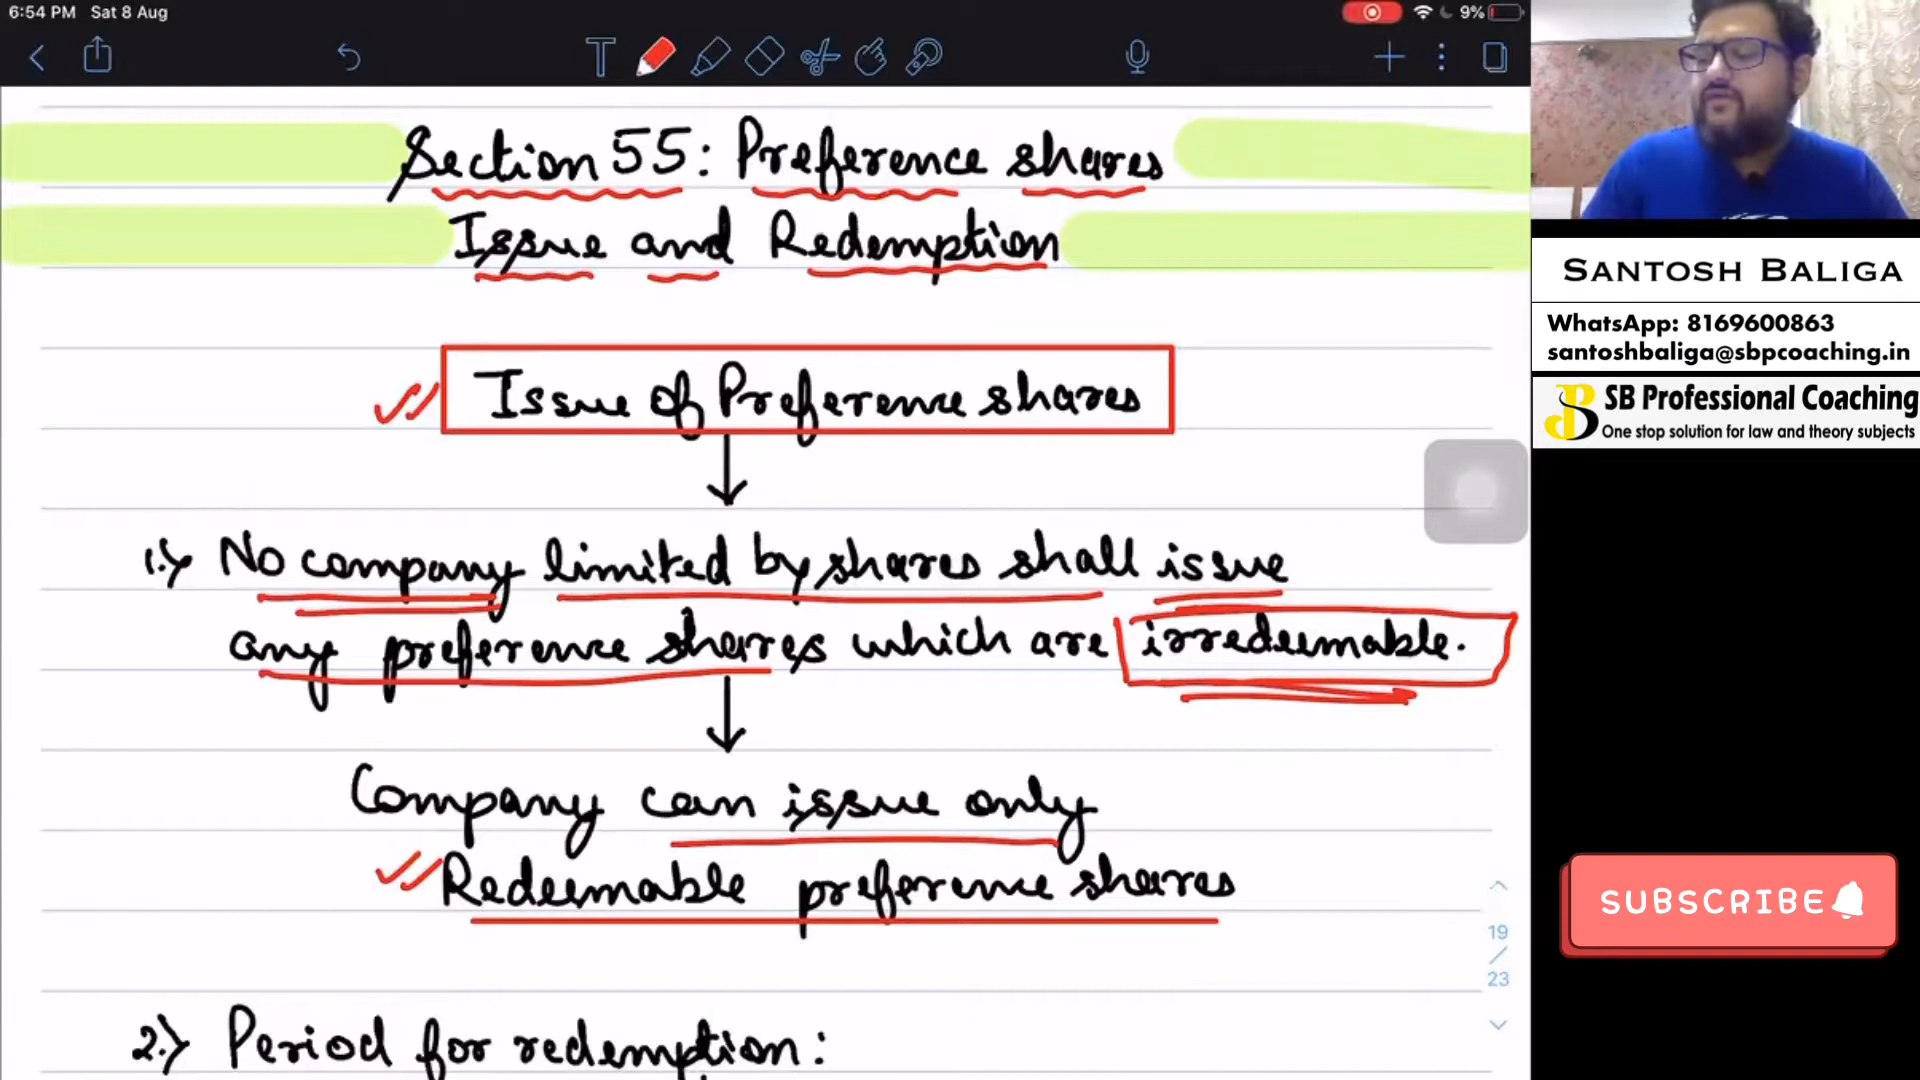 6:54 PM Sat 8 Aug
9%
Section 55: Preference shares
Issue and Redemption
Issue of Preference shares
1.) No company limited by shares shall issue
any preference shares which are irredeemable.
Company can issue only
Redeemable preference shares
2.) Period for redemption:
19
23
SANTOSH BALIGA
WhatsApp: 8169600863
santoshbaliga@sbpcoaching.in
SB Professional Coaching
One stop solution for law and theory subjects
SUBSCRIBE